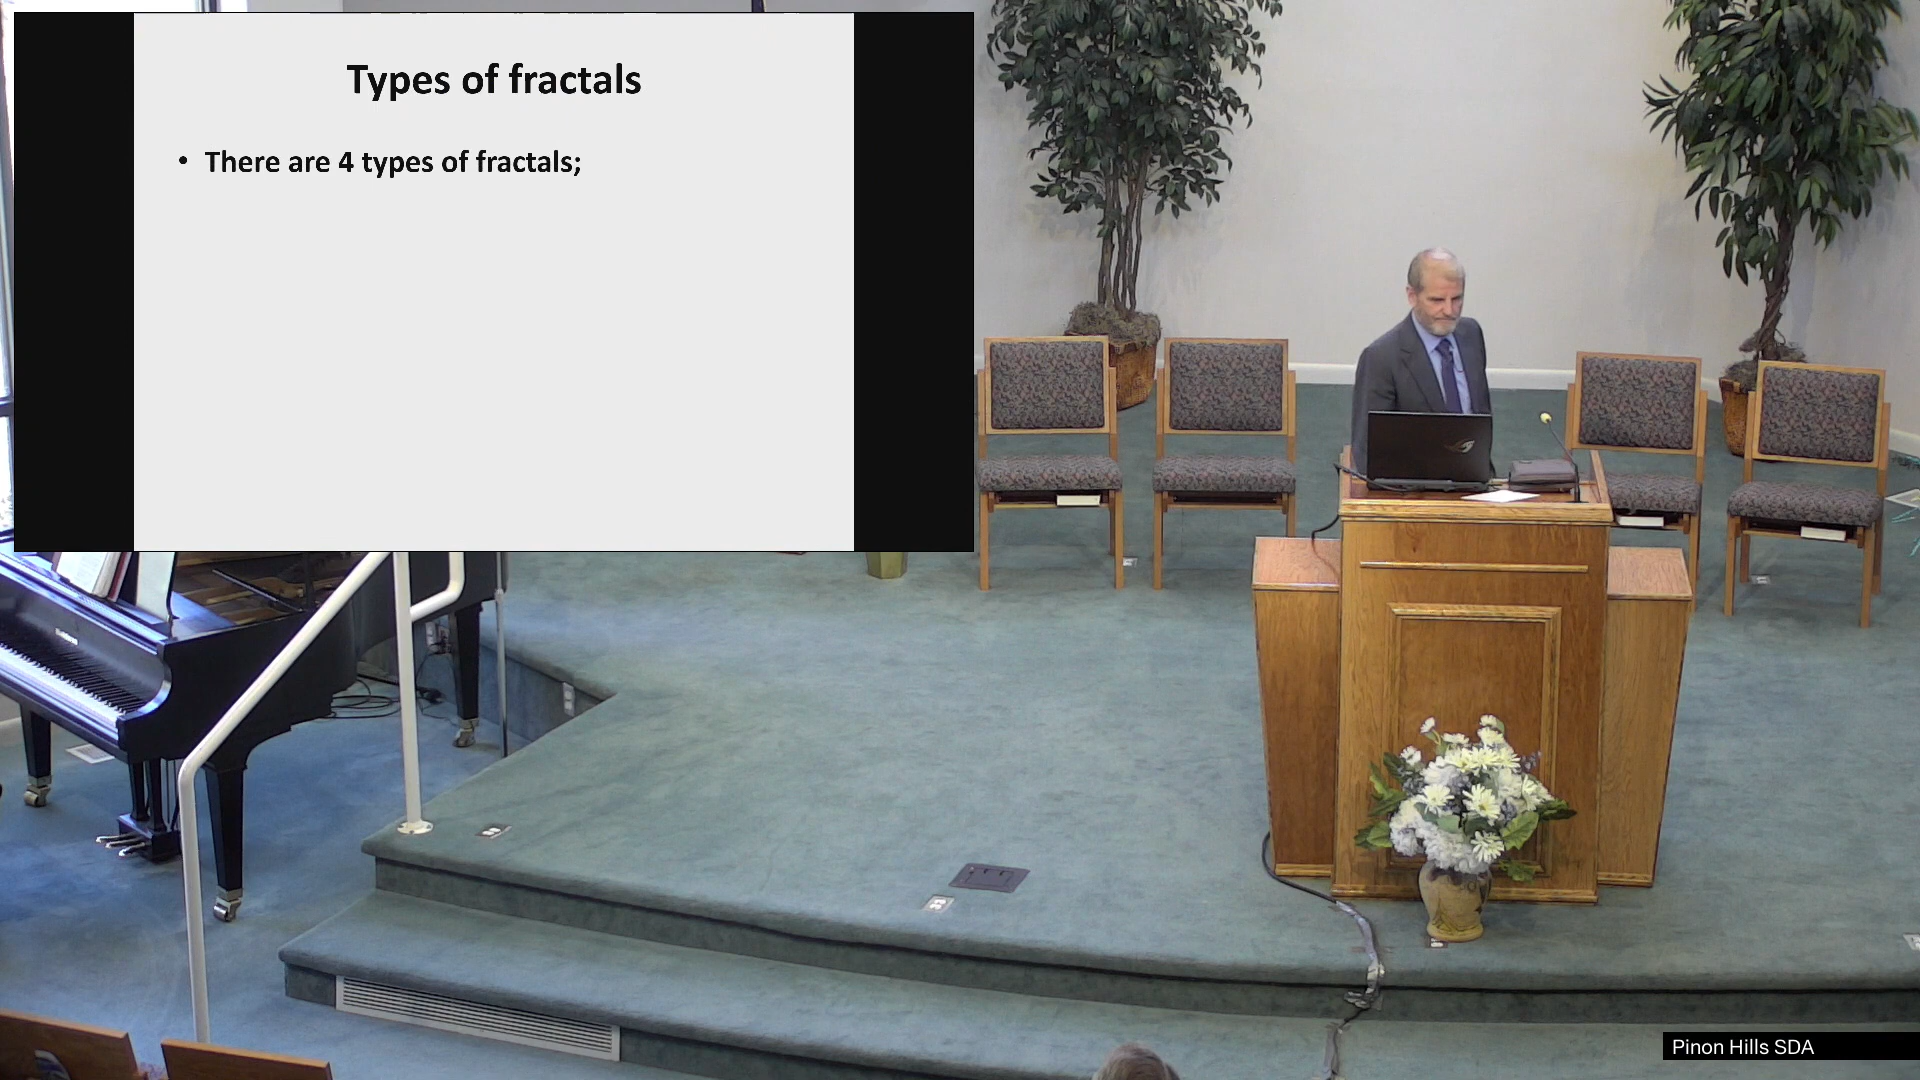 Types of fractals
• There are 4 types of fractals;
Pinon Hills SDA